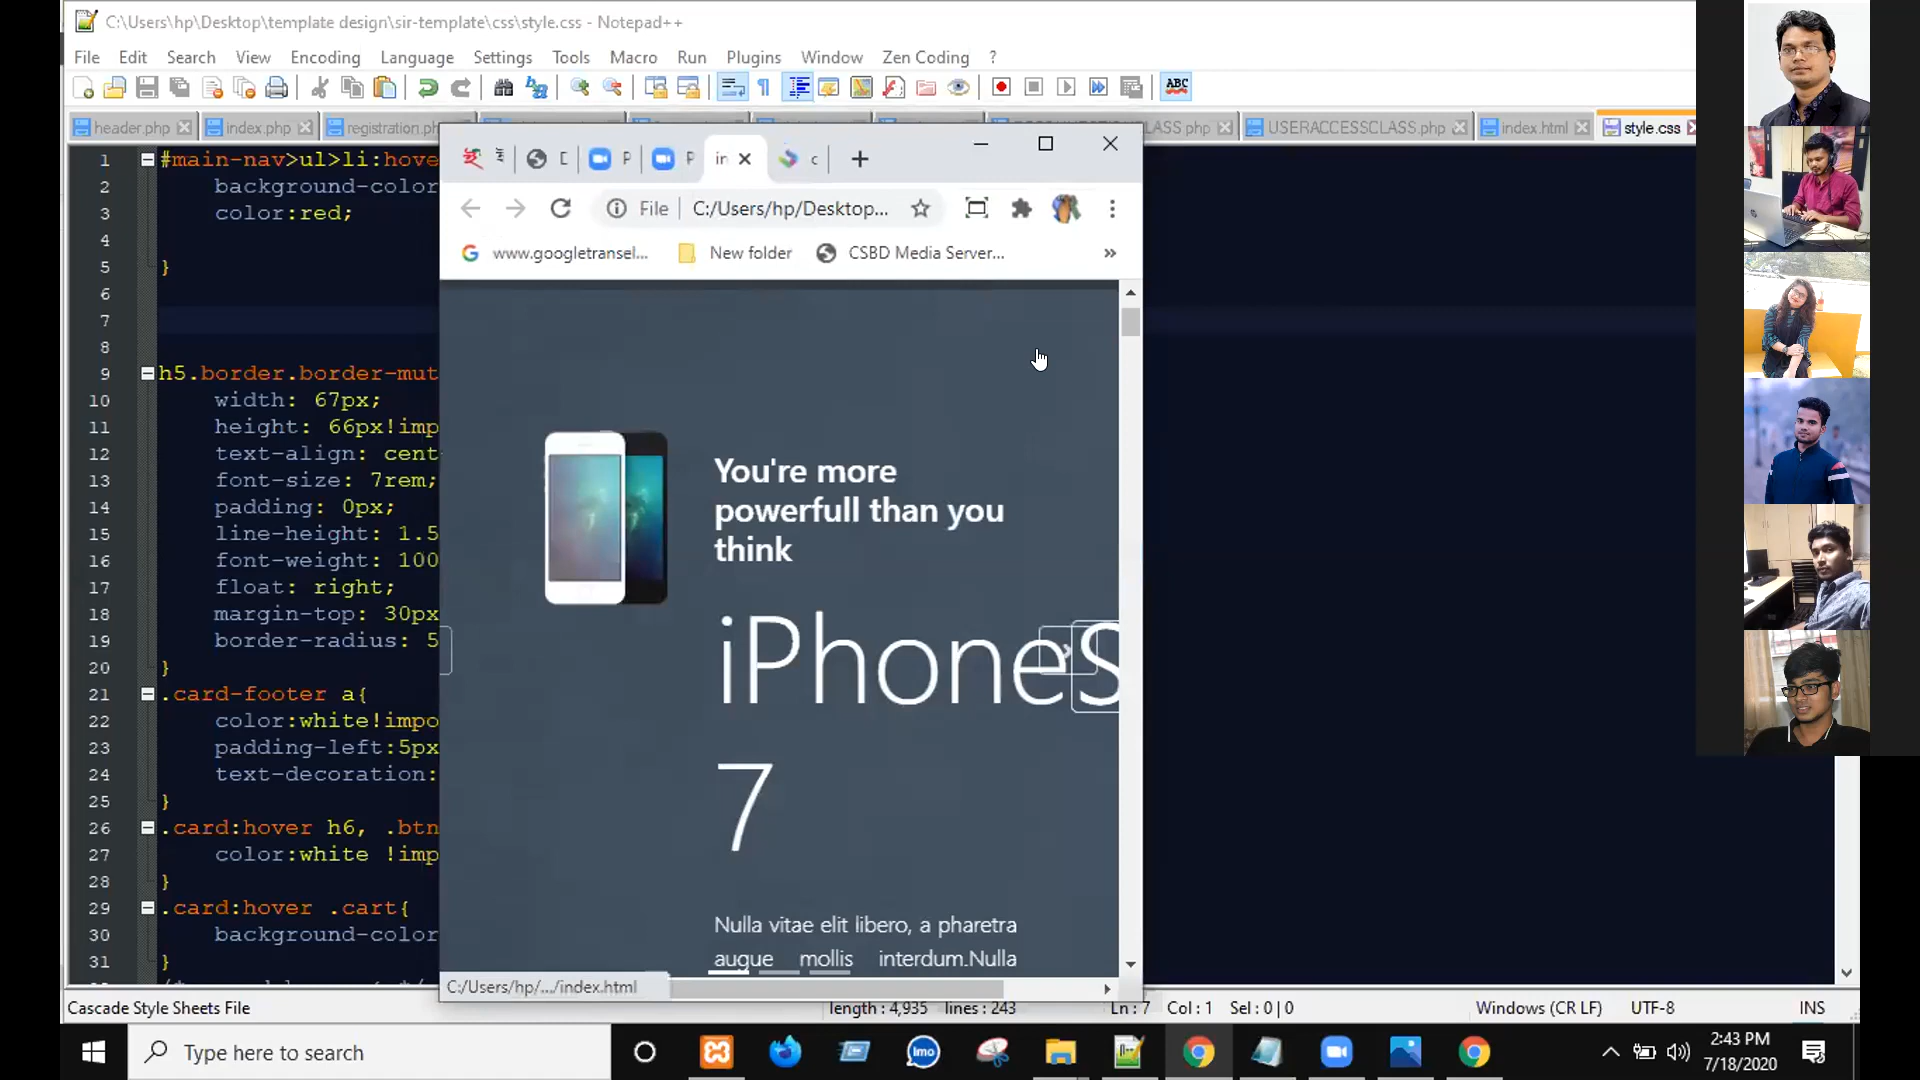 C:\Users\hp\Desktop\template design\sir-template\css\style.css - Notepad++
File Edit Search View Encoding Language Settings Tools Macro Run Plugins Window Zen Coding ?
ABC
header.php index.php registration.ph LASS.php USERACCESSCLASS.php index.html style.css
in
File C:/Users/hp/Desktop...
www.googletransel... New folder CSBD Media Server... »
1 #main-nav>ul>li:hove
2 background-color
3 color:red;
4
5 }
6
7
8
9 h5.border.border-mut
10 width: 67px;
11 height: 66px!imp
12 text-align: cent
13 font-size: 7rem;
14 padding: 0px;
15 line-height: 1.5
16 font-weight: 100
17 float: right;
18 margin-top: 30px
19 border-radius: 5
20 }
21 .card-footer a{
22 color:white!impo
23 padding-left:5px
24 text-decoration:
25 }
26 .card:hover h6, .btn
27 color:white !imp
28 }
29 .card:hover .cart{
30 background-color
31 }
You're more
powerfull than you
think
iPhoneS
7
Nulla vitae elit libero, a pharetra
augue mollis interdum.Nulla
C:/Users/hp/.../index.html
Cascade Style Sheets File length : 4,935 lines : 243 Ln : 7 Col : 1 Sel : 0 | 0 Windows (CR LF) UTF-8 INS
Type here to search
imo
2:43 PM
7/18/2020